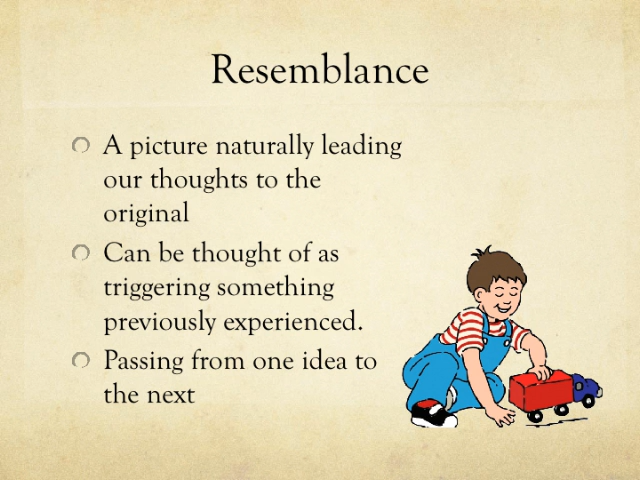 Resemblance
A picture naturally leading
our thoughts to the
original
Can be thought of as
triggering something
previously experienced.
Passing from one idea to
the next